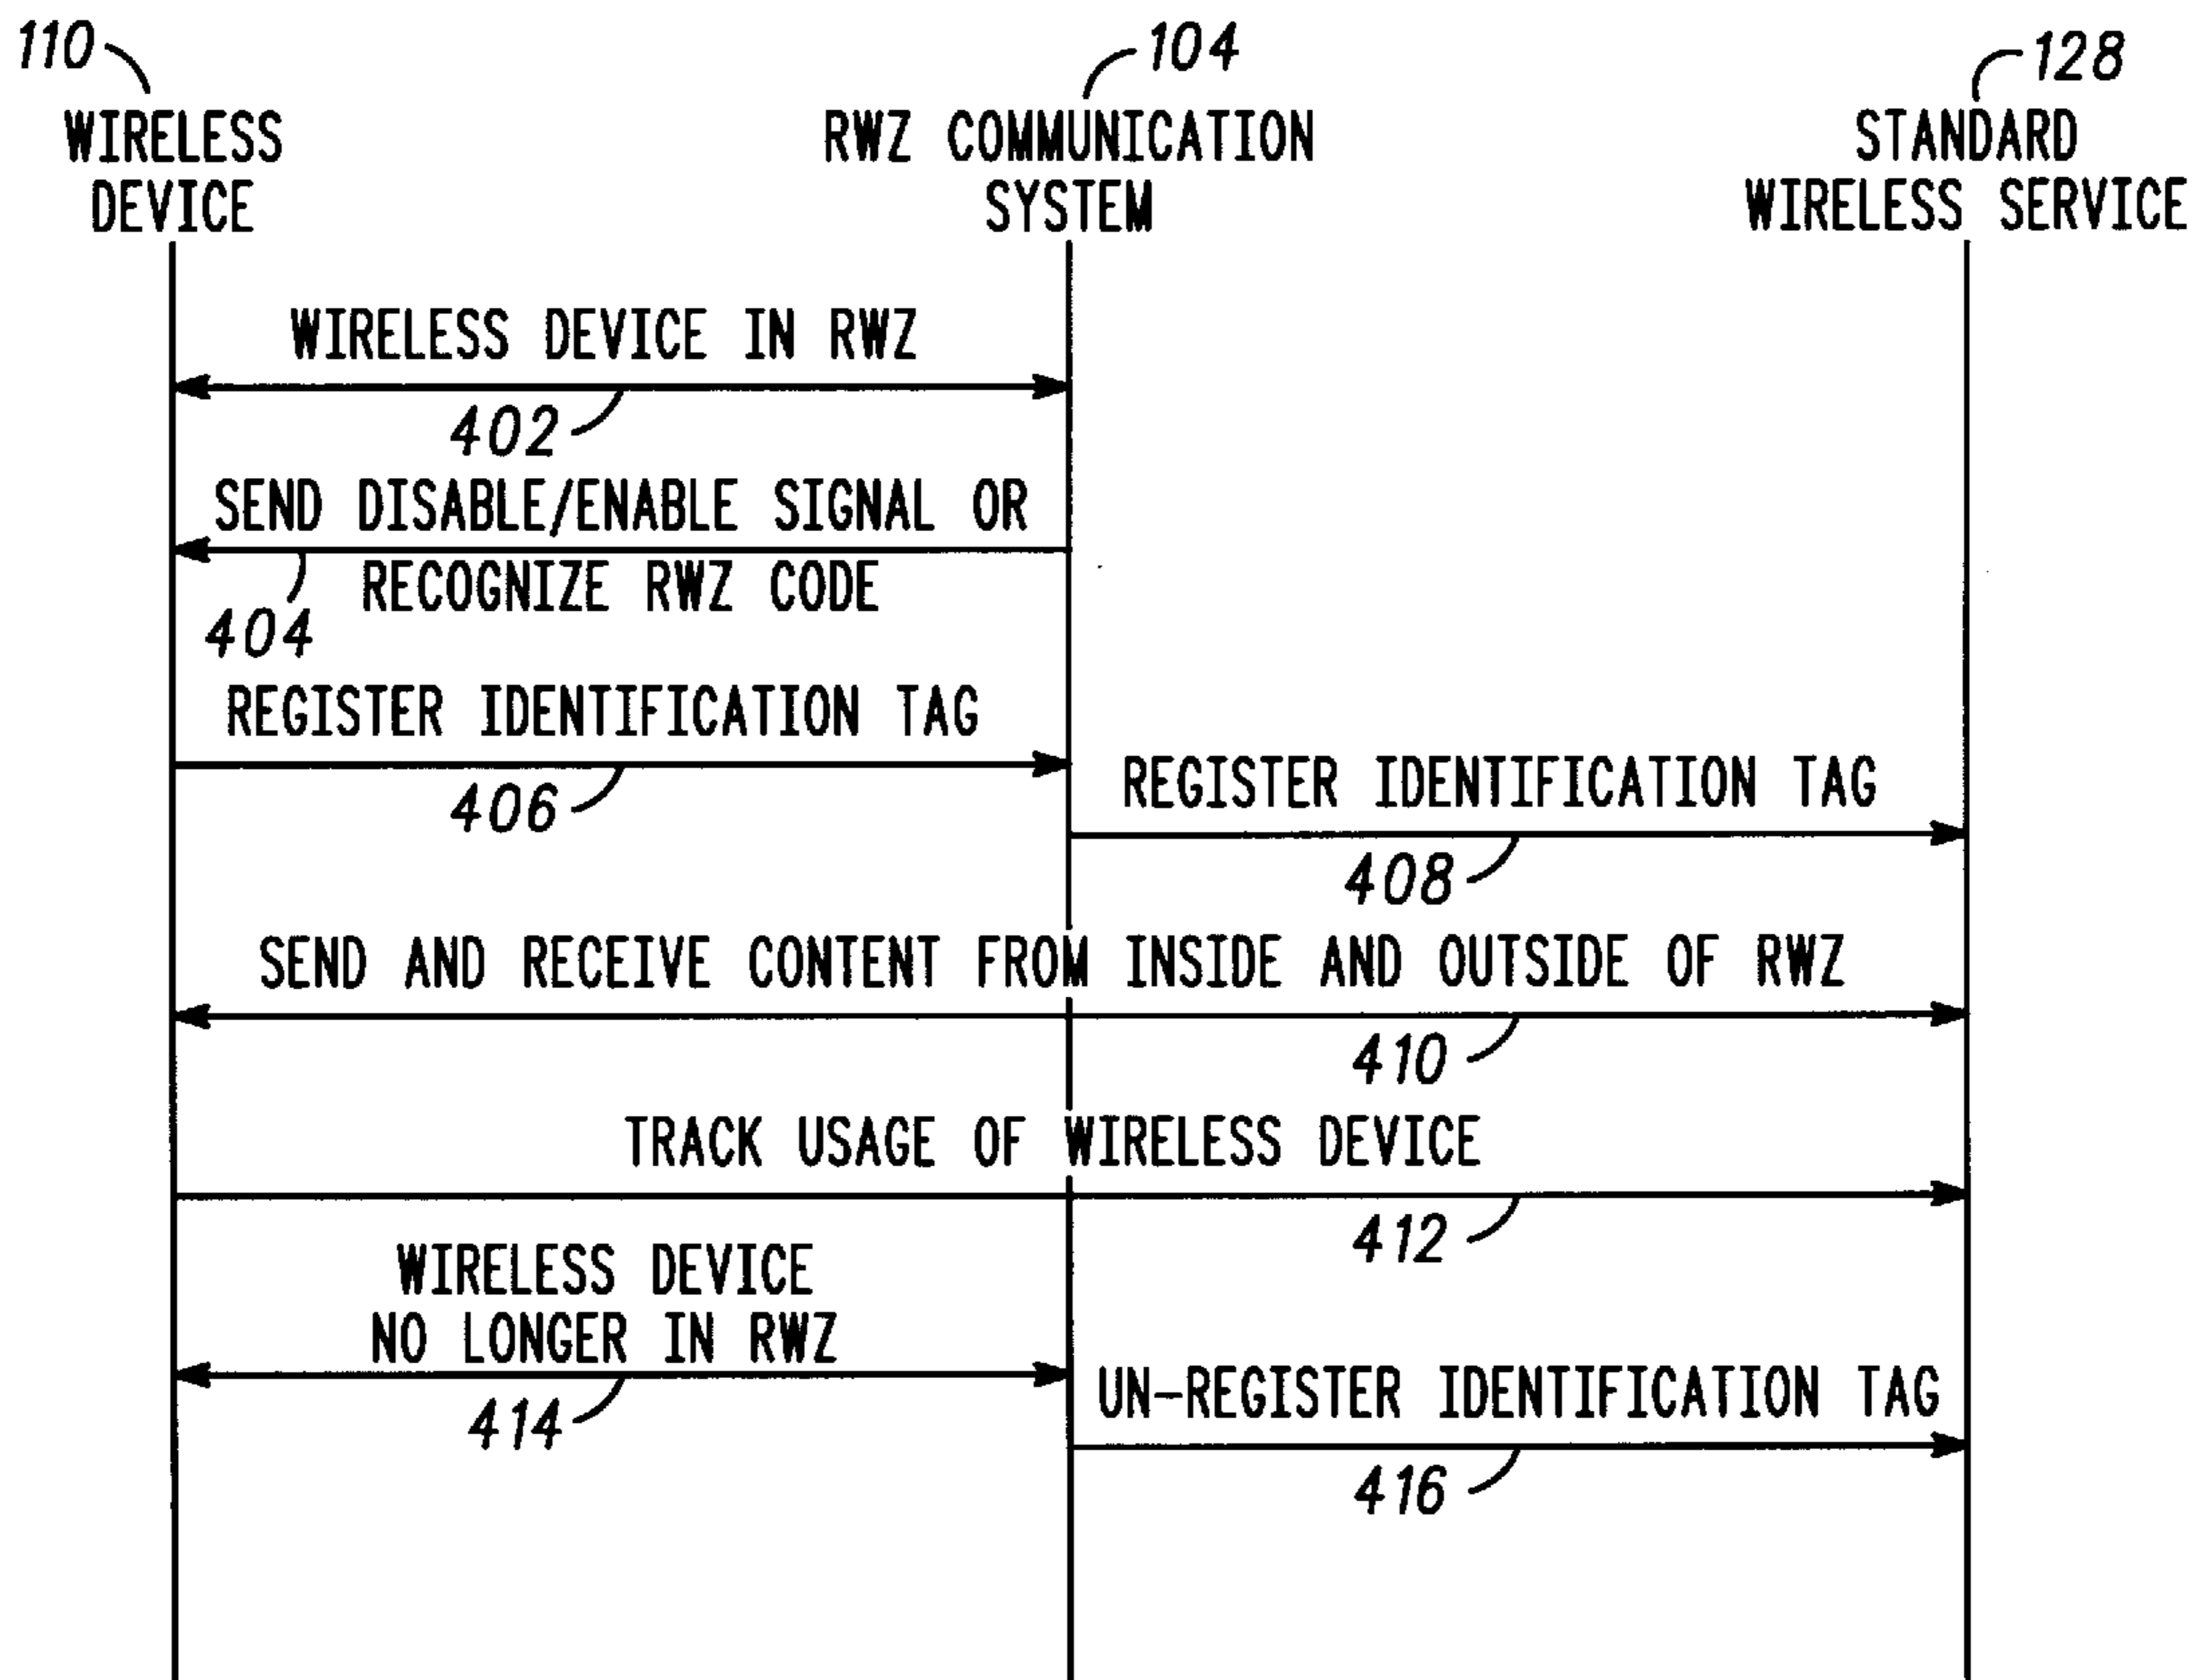 110
104
128
WIRELESS
DEVICE
RWZ COMMUNICATION
SYSTEM
STANDARD
WIRELESS SERVICE
WIRELESS DEVICE IN RWZ
402
SEND DISABLE/ENABLE SIGNAL OR
RECOGNIZE RWZ CODE
404
REGISTER IDENTIFICATION TAG
406
REGISTER IDENTIFICATION TAG
408
SEND AND RECEIVE CONTENT FROM INSIDE AND OUTSIDE OF RWZ
410
TRACK USAGE OF WIRELESS DEVICE
412
WIRELESS DEVICE
NO LONGER IN RWZ
414
UN-REGISTER IDENTIFICATION TAG
416